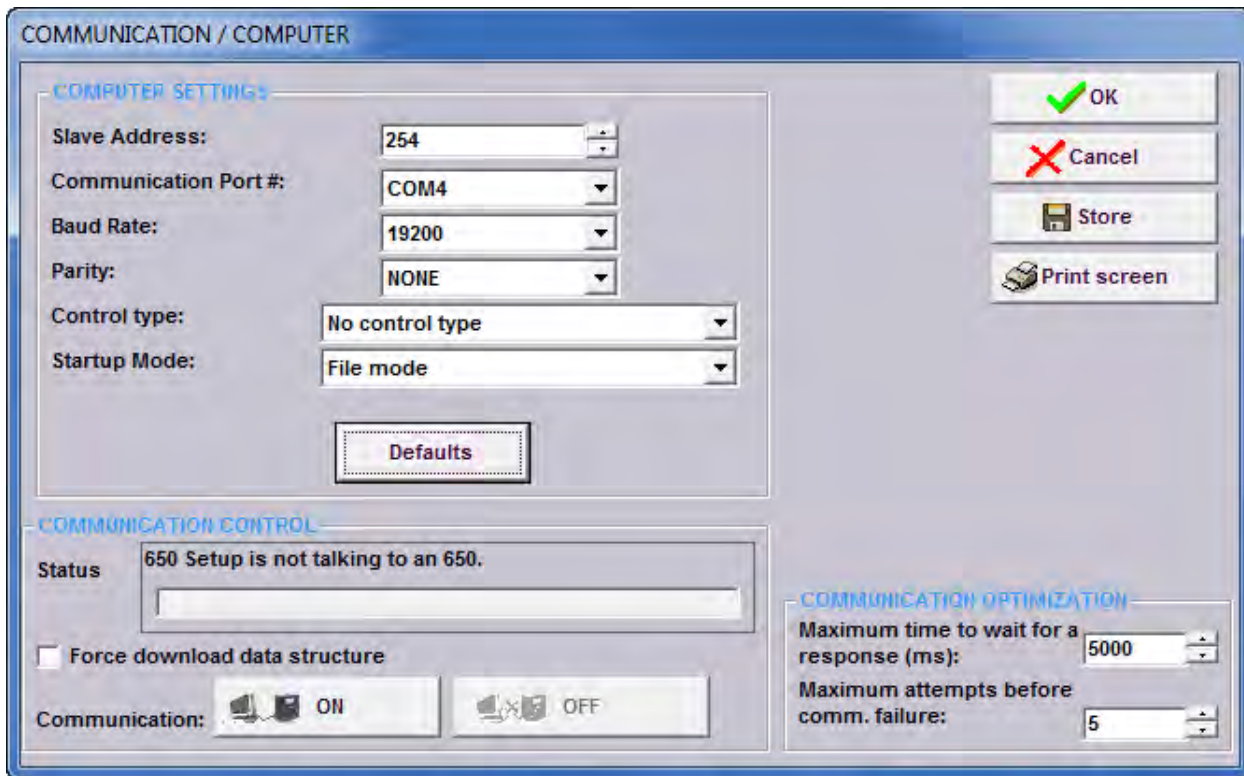 COMMUNICATION / COMPUTER
COMPUTER SETTINGS
Slave Address: 254
Communication Port #: COM4
Baud Rate: 19200
Parity: NONE
Control type: No control type
Startup Mode: File mode
Defaults
OK
Cancel
Store
Print screen
COMMUNICATION CONTROL
Status
650 Setup is not talking to an 650.
Force download data structure
Communication: ON OFF
COMMUNICATION OPTIMIZATION
Maximum time to wait for a
response (ms): 5000
Maximum attempts before
comm. failure: 5